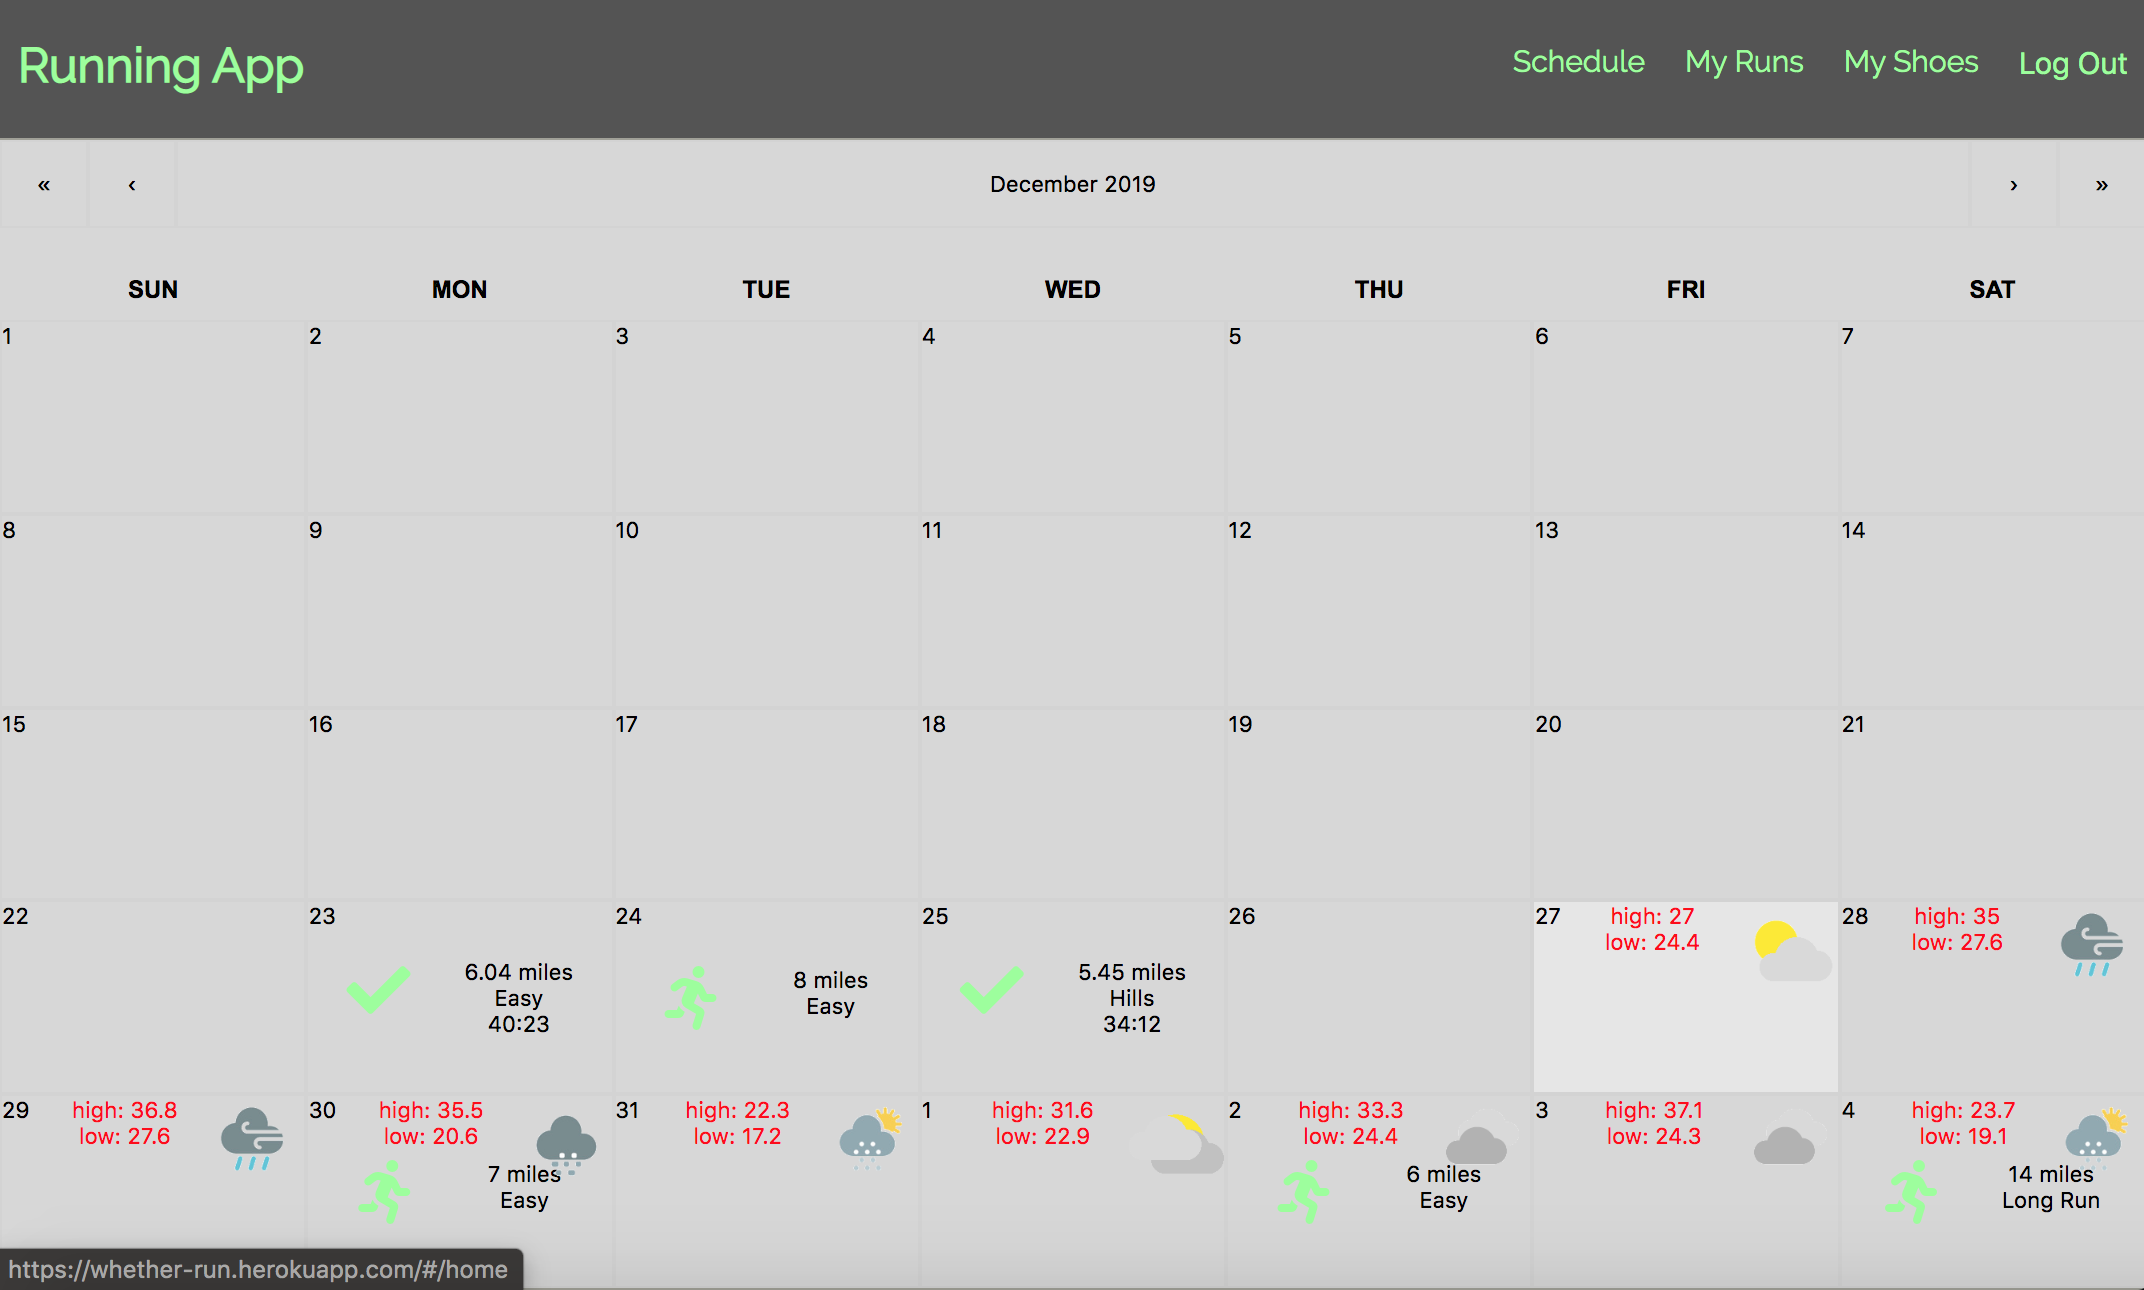 Running App
Schedule My Runs My Shoes Log Out
« ‹ December 2019 › »
SUN MON TUE WED THU FRI SAT
1 2 3 4 5 6 7
8 9 10 11 12 13 14
15 16 17 18 19 20 21
22
23
6.04 miles
Easy
40:23
24
8 miles
Easy
25
5.45 miles
Hills
34:12
26
27 high: 27
low: 24.4
28 high: 35
low: 27.6
29 high: 36.8
low: 27.6
30 high: 35.5
low: 20.6
7 miles
Easy
31 high: 22.3
low: 17.2
1 high: 31.6
low: 22.9
2 high: 33.3
low: 24.4
6 miles
Easy
3 high: 37.1
low: 24.3
4 high: 23.7
low: 19.1
14 miles
Long Run
https://whether-run.herokuapp.com/#/home